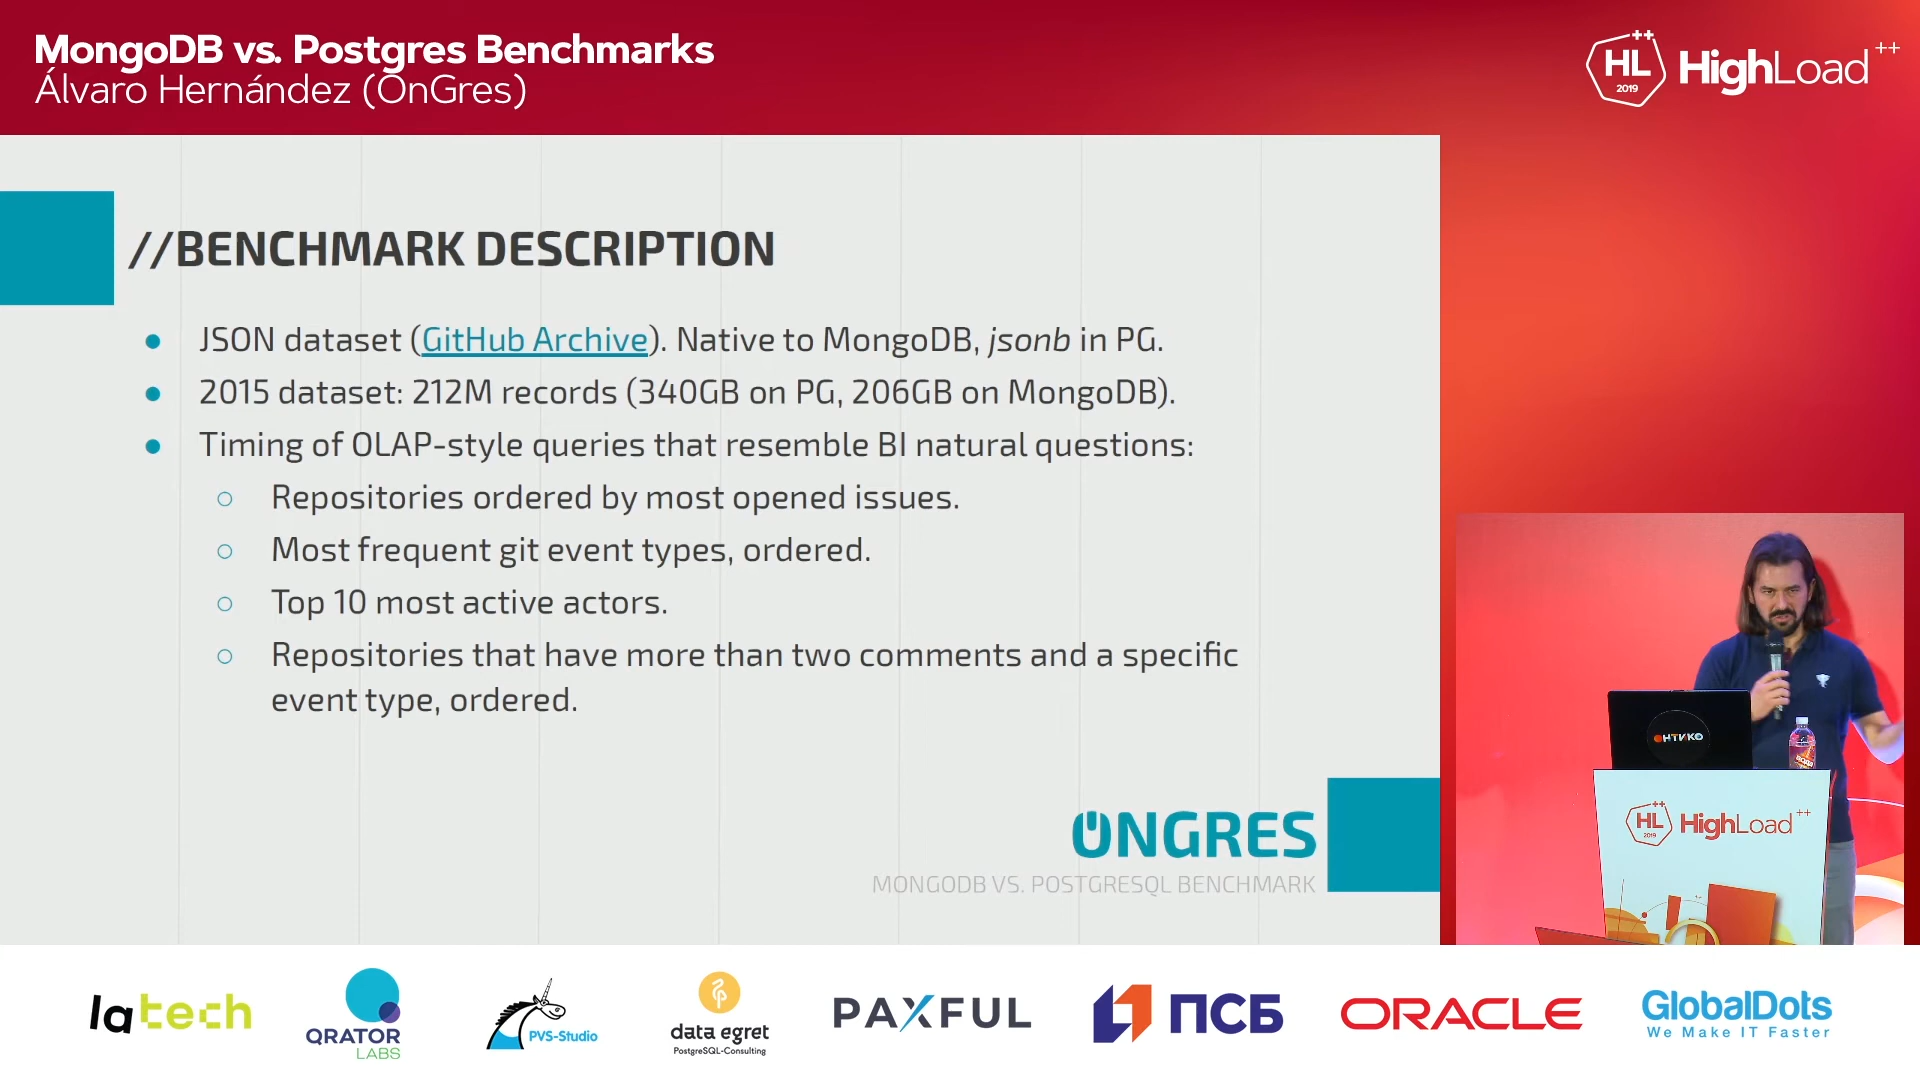 MongoDB vs. Postgres Benchmarks
Álvaro Hernández (OnGres)
HL
2019
HighLoad++
//BENCHMARK DESCRIPTION
● JSON dataset (GitHub Archive). Native to MongoDB, jsonb in PG.
● 2015 dataset: 212M records (340GB on PG, 206GB on MongoDB).
● Timing of OLAP-style queries that resemble BI natural questions:
○ Repositories ordered by most opened issues.
○ Most frequent git event types, ordered.
○ Top 10 most active actors.
○ Repositories that have more than two comments and a specific
event type, ordered.
ONGRES
MONGODB VS. POSTGRESQL BENCHMARK
ОНТИКО
HL
2019
HighLoad++
latech
QRATOR
LABS
PVS-Studio
data egret
PostgreSQL-Consulting
PAXFUL
ПСБ
ORACLE
GlobalDots
We Make IT Faster